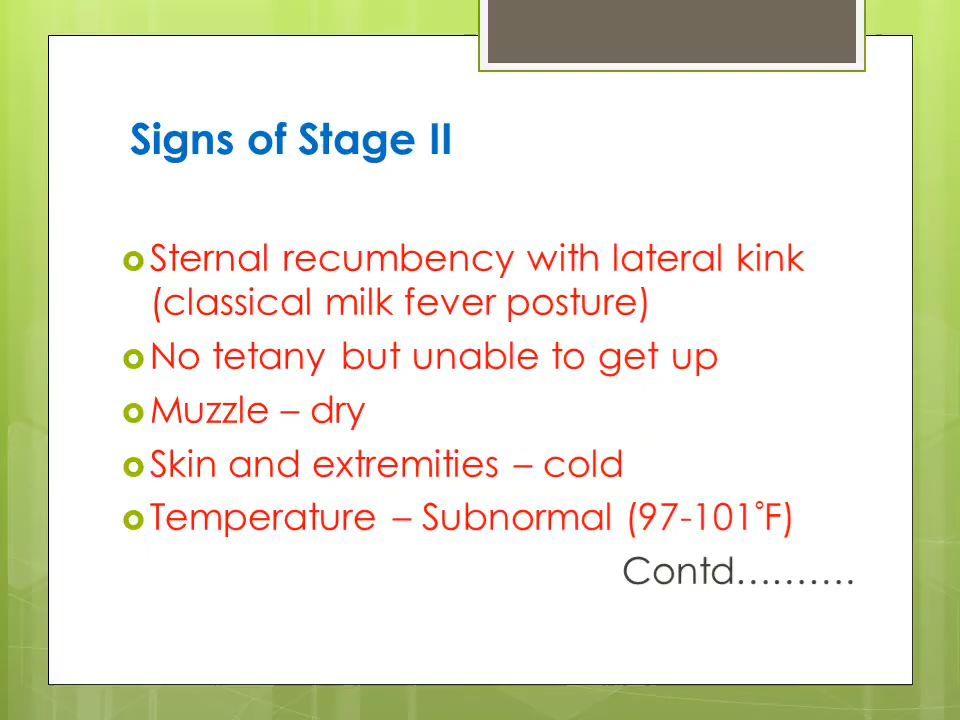 Signs of Stage II
Sternal recumbency with lateral kink
(classical milk fever posture)
No tetany but unable to get up
Muzzle – dry
Skin and extremities – cold
Temperature – Subnormal (97-101˚F)
Contd……….